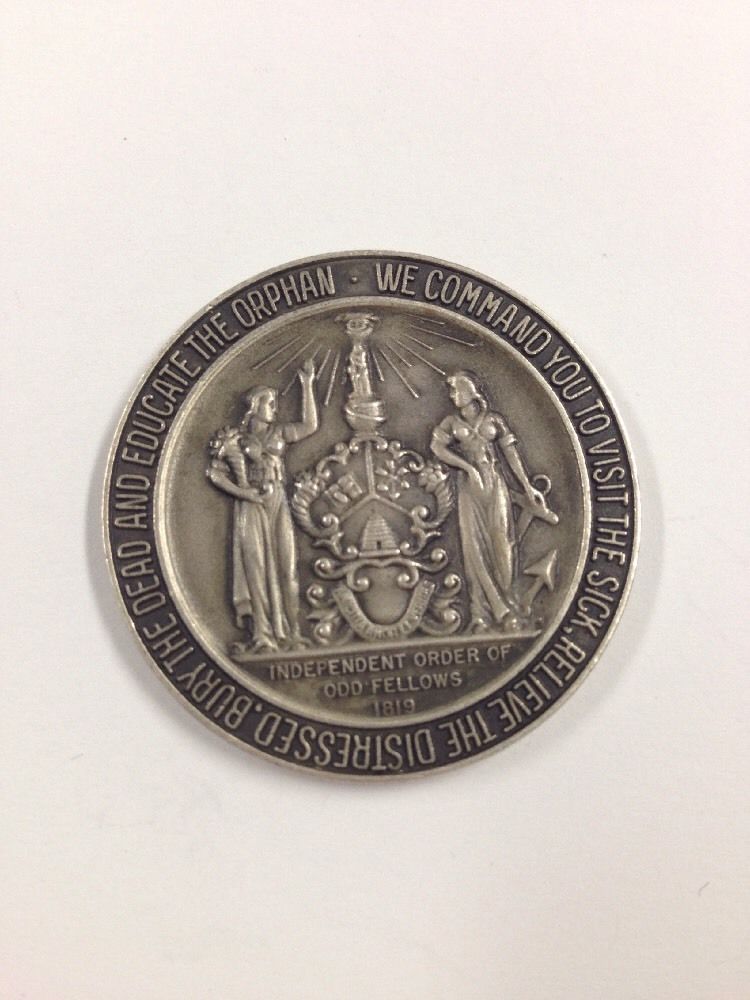 WE COMMAND YOU TO VISIT THE SICK, RELIEVE THE DISTRESSED, BURY THE DEAD AND EDUCATE THE ORPHAN ·
INDEPENDENT ORDER OF
ODD FELLOWS
1819